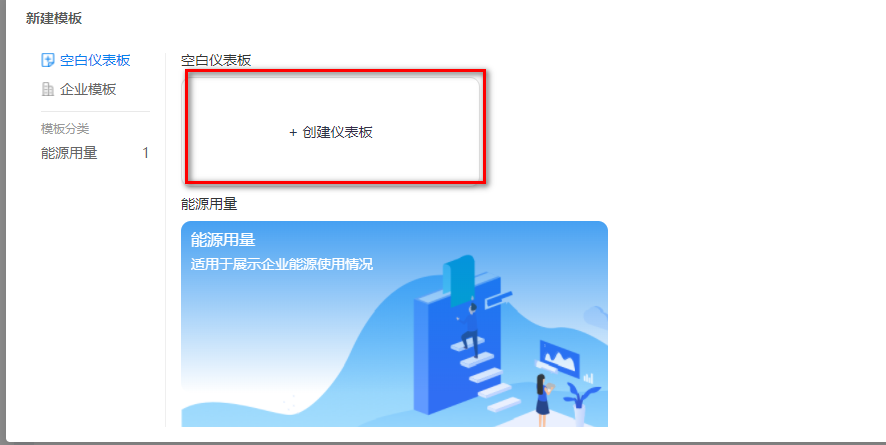 新建模板
空白仪表板
企业模板
模板分类
能源用量 1
空白仪表板
+ 创建仪表板
能源用量
能源用量
适用于展示企业能源使用情况